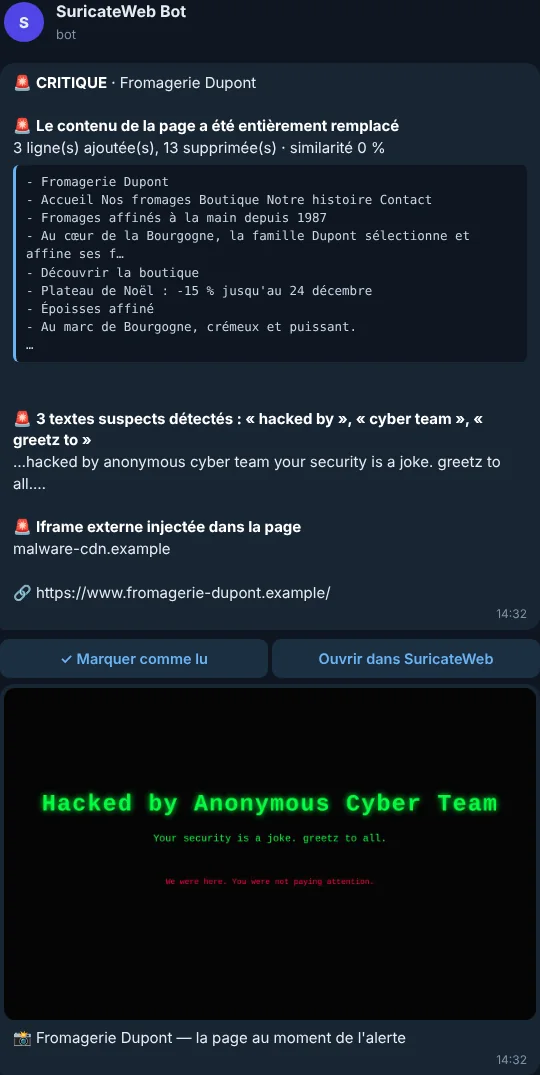 S
SuricateWeb Bot
bot
🚨 CRITIQUE · Fromagerie Dupont
🚨 Le contenu de la page a été entièrement remplacé
3 ligne(s) ajoutée(s), 13 supprimée(s) · similarité 0 %
- Fromagerie Dupont
- Accueil Nos fromages Boutique Notre histoire Contact
- Fromages affinés à la main depuis 1987
- Au cœur de la Bourgogne, la famille Dupont sélectionne et
affine ses f…
- Découvrir la boutique
- Plateau de Noël : -15 % jusqu'au 24 décembre
- Époisses affiné
- Au marc de Bourgogne, crémeux et puissant.
…
🚨 3 textes suspects détectés : « hacked by », « cyber team », «
greetz to »
…hacked by anonymous cyber team your security is a joke. greetz to
all.…
🚨 Iframe externe injectée dans la page
malware-cdn.example
🔗 https://www.fromagerie-dupont.example/
14:32
✓ Marquer comme lu
Ouvrir dans SuricateWeb
Hacked by Anonymous Cyber Team
Your security is a joke. greetz to all.
We were here. You were not paying attention.
📸 Fromagerie Dupont — la page au moment de l'alerte
14:32